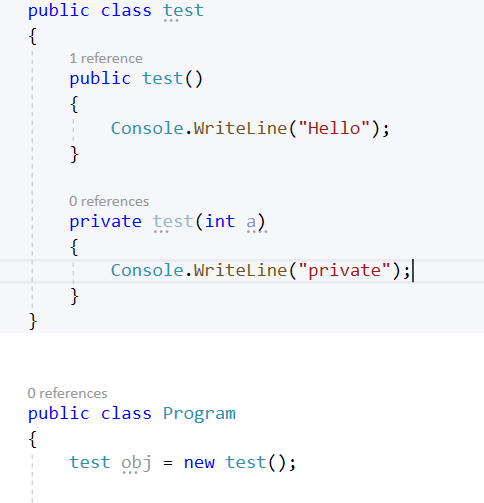 public class test
{
1 reference
public test()
{
Console.WriteLine("Hello");
}
0 references
private test(int a)
{
Console.WriteLine("private");
}
}
0 references
public class Program
{
test obj = new test();